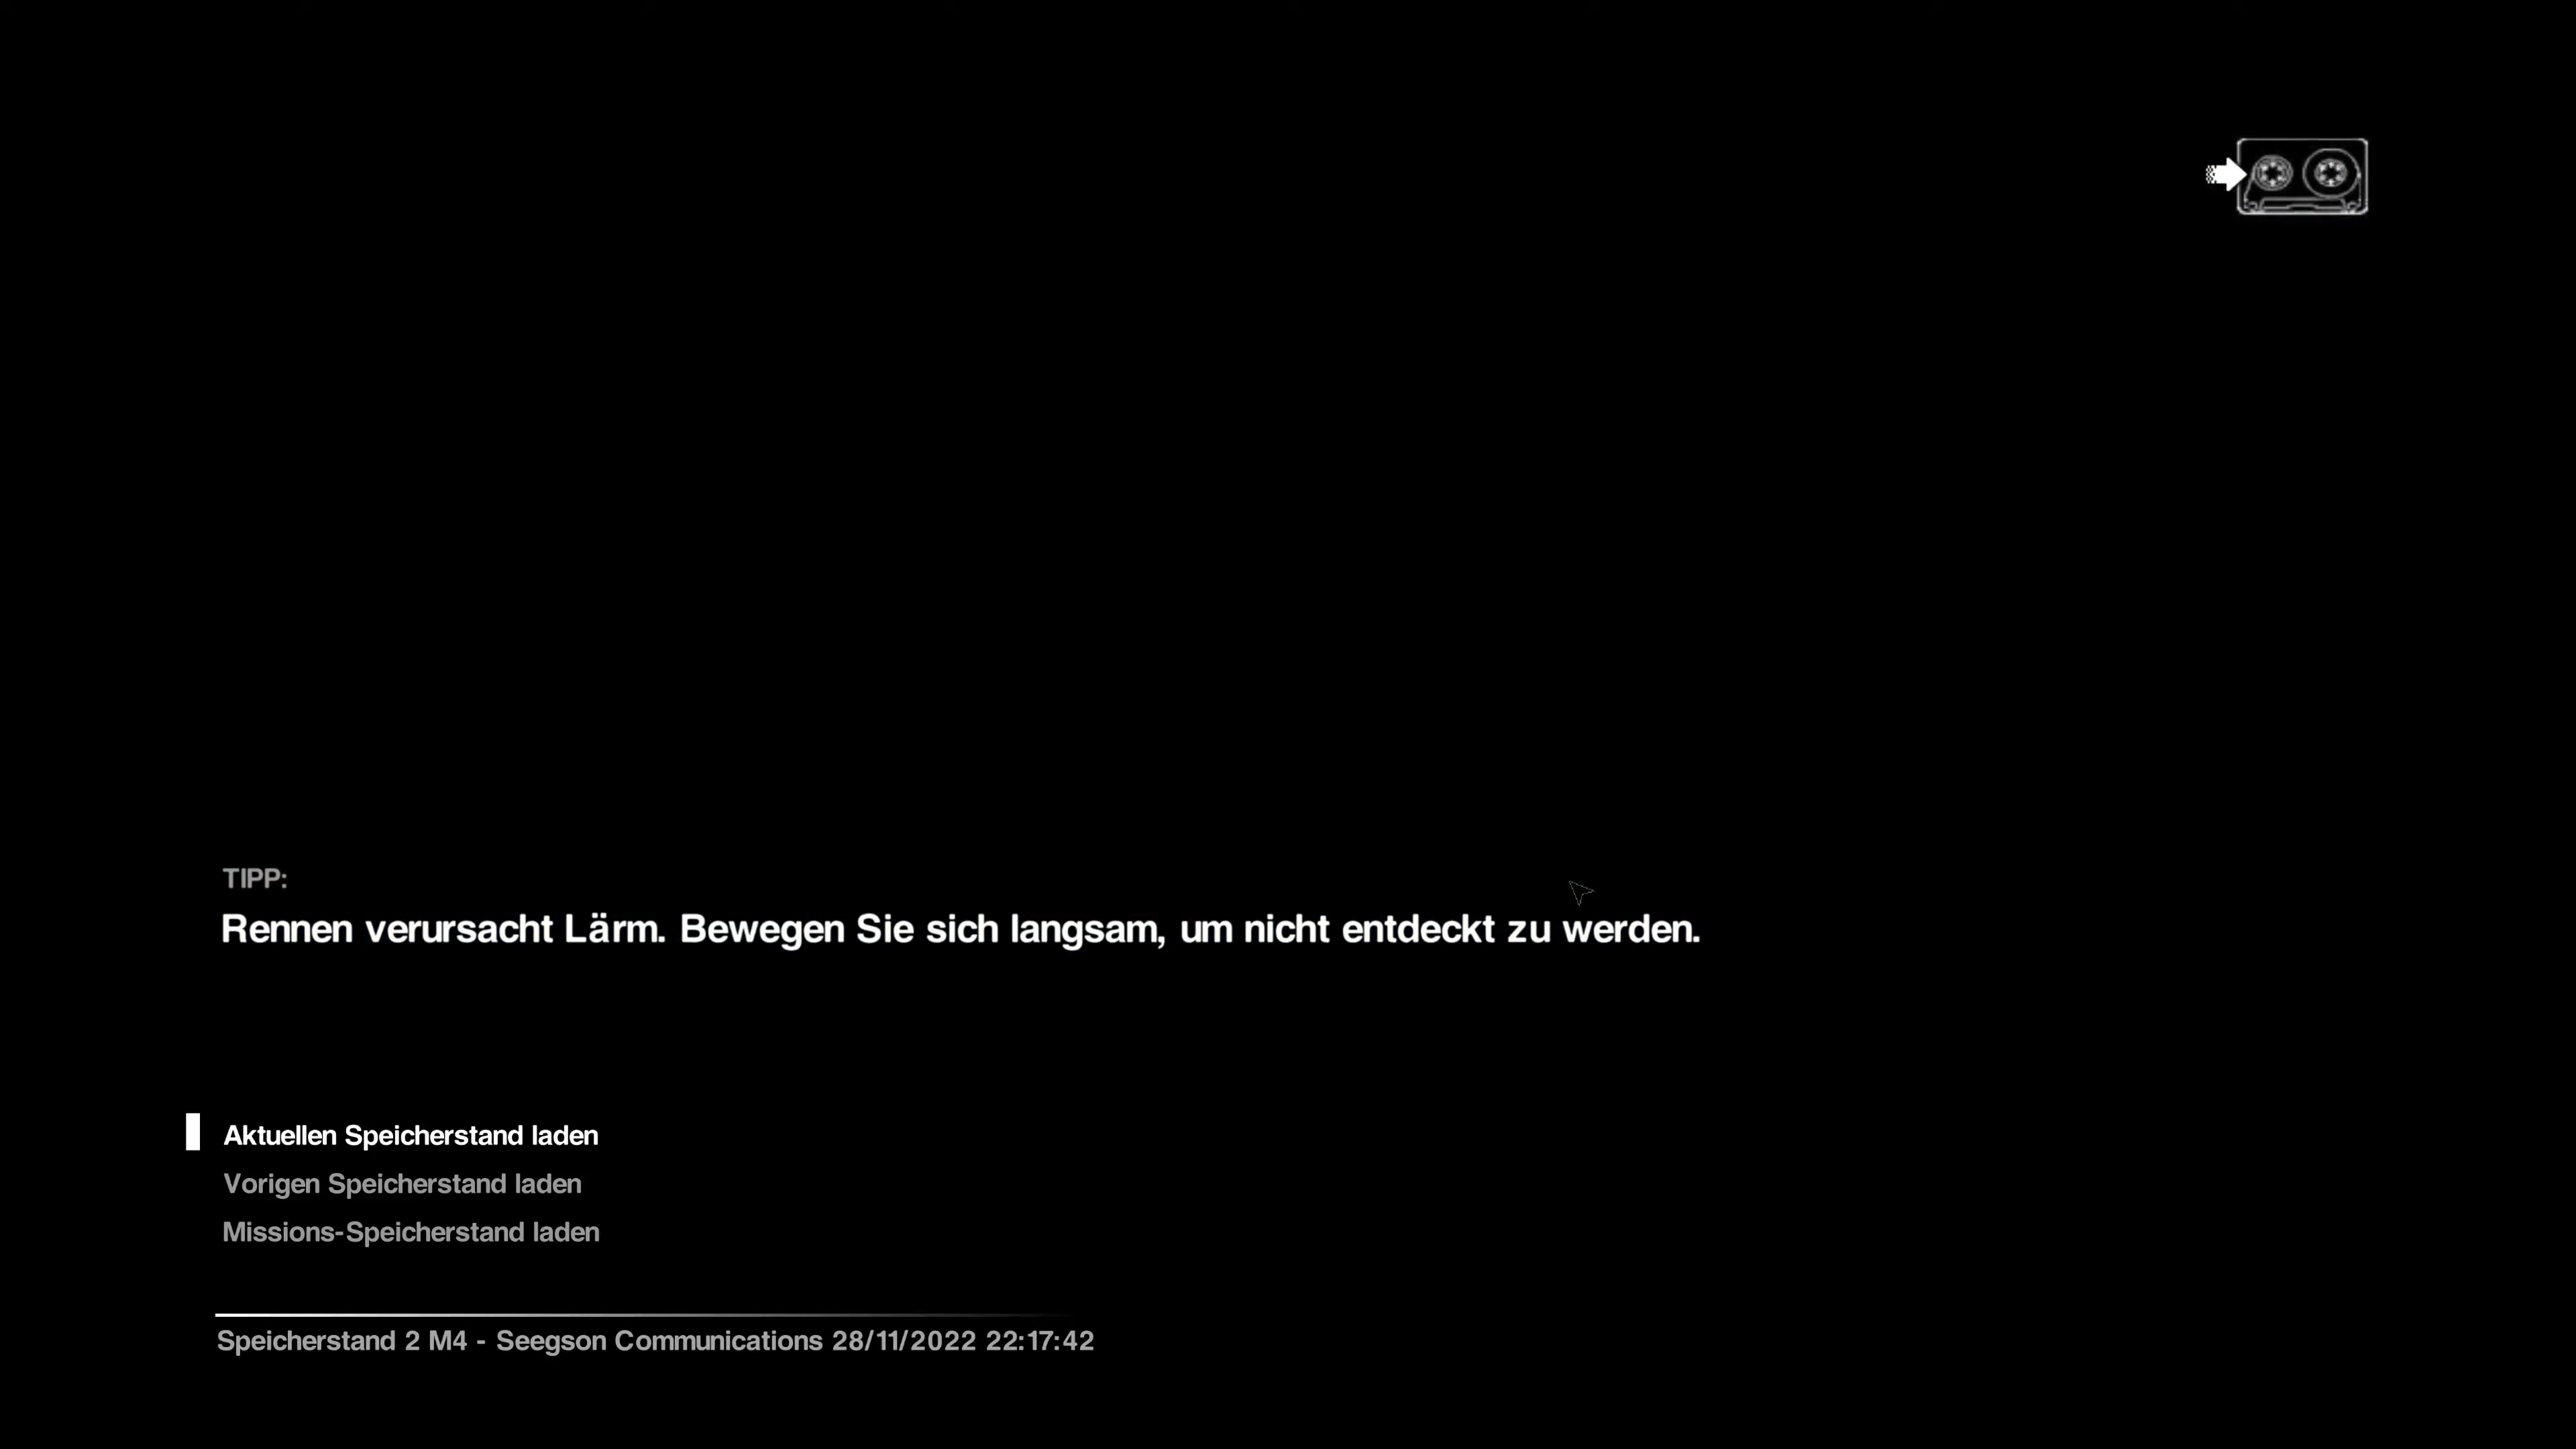 TIPP:
Rennen verursacht Lärm. Bewegen Sie sich langsam, um nicht entdeckt zu werden.
Aktuellen Speicherstand laden
Vorigen Speicherstand laden
Missions-Speicherstand laden
Speicherstand 2 M4 - Seegson Communications 28/11/2022 22:17:42